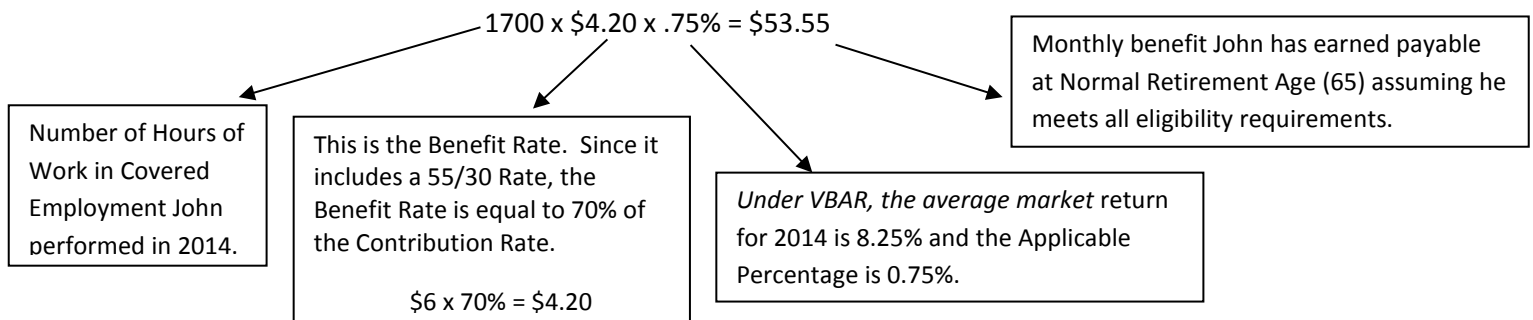 1700 x $4.20 x .75% = $53.55
Monthly benefit John has earned payable
at Normal Retirement Age (65) assuming he
meets all eligibility requirements.
Number of Hours of
Work in Covered
Employment John
performed in 2014.
This is the Benefit Rate.  Since it
includes a 55/30 Rate, the
Benefit Rate is equal to 70% of
the Contribution Rate.
$6 x 70% = $4.20
Under VBAR, the average market return
for 2014 is 8.25% and the Applicable
Percentage is 0.75%.